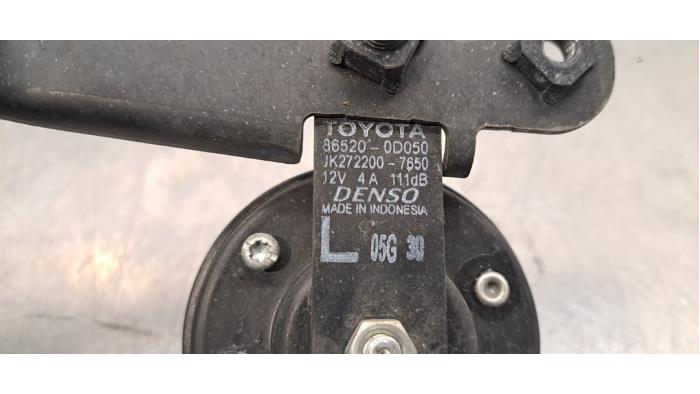 TOYOTA
86520-0D050
JK272200-7650
12V 4A 111dB
DENSO
MADE IN INDONESIA
L 05G 30